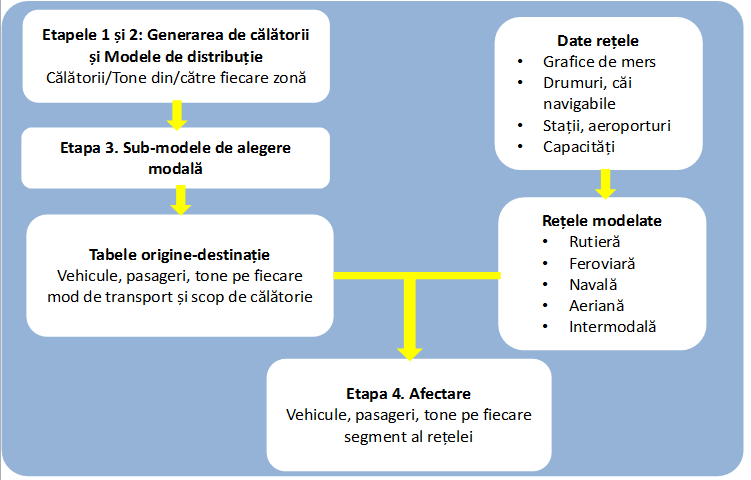 Etapele 1 și 2: Generarea de călătorii
și Modele de distribuție
Călătorii/Tone din/către fiecare zonă
Etapa 3. Sub-modele de alegere
modală
Tabele origine-destinație
Vehicule, pasageri, tone pe fiecare
mod de transport și scop de călătorie
Date rețele
• Grafice de mers
• Drumuri, căi
navigabile
• Stații, aeroporturi
• Capacități
Rețele modelate
• Rutieră
• Feroviară
• Navală
• Aeriană
• Intermodală
Etapa 4. Afectare
Vehicule, pasageri, tone pe fiecare
segment al rețelei